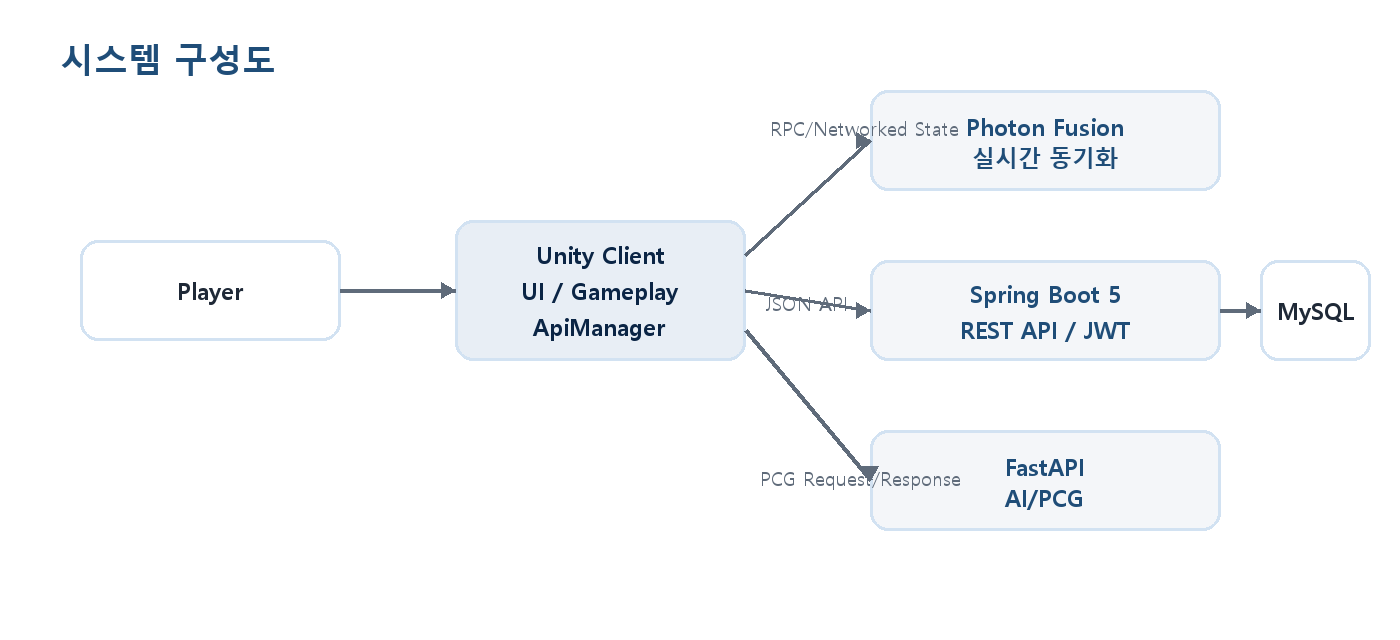 시스템 구성도
Player
Unity Client
UI / Gameplay
ApiManager
RPC/Networked State
Photon Fusion
실시간 동기화
JSON API
Spring Boot 5
REST API / JWT
MySQL
PCG Request/Response
FastAPI
AI/PCG